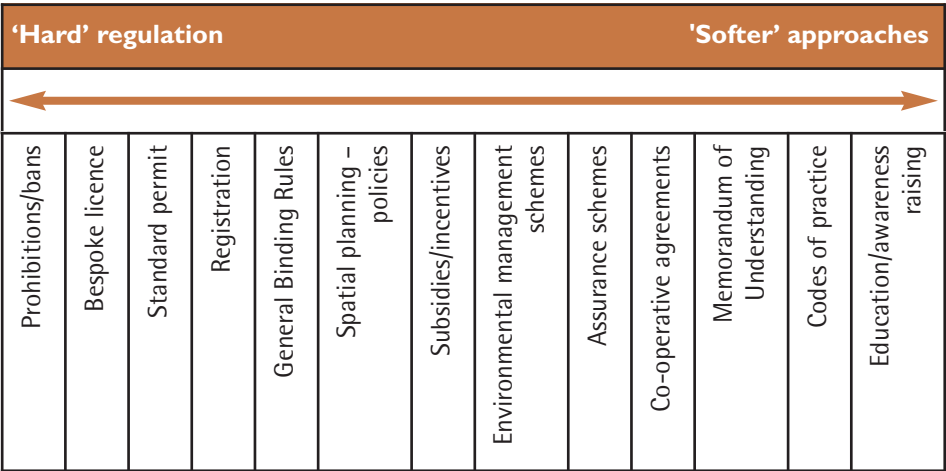 ‘Hard’ regulation
'Softer’ approaches
Prohibitions/bans
Bespoke licence
Standard permit
Registration
General Binding Rules
Spatial planning –
policies
Subsidies/incentives
Environmental management
schemes
Assurance schemes
Co-operative agreements
Memorandum of
Understanding
Codes of practice
Education/awareness
raising